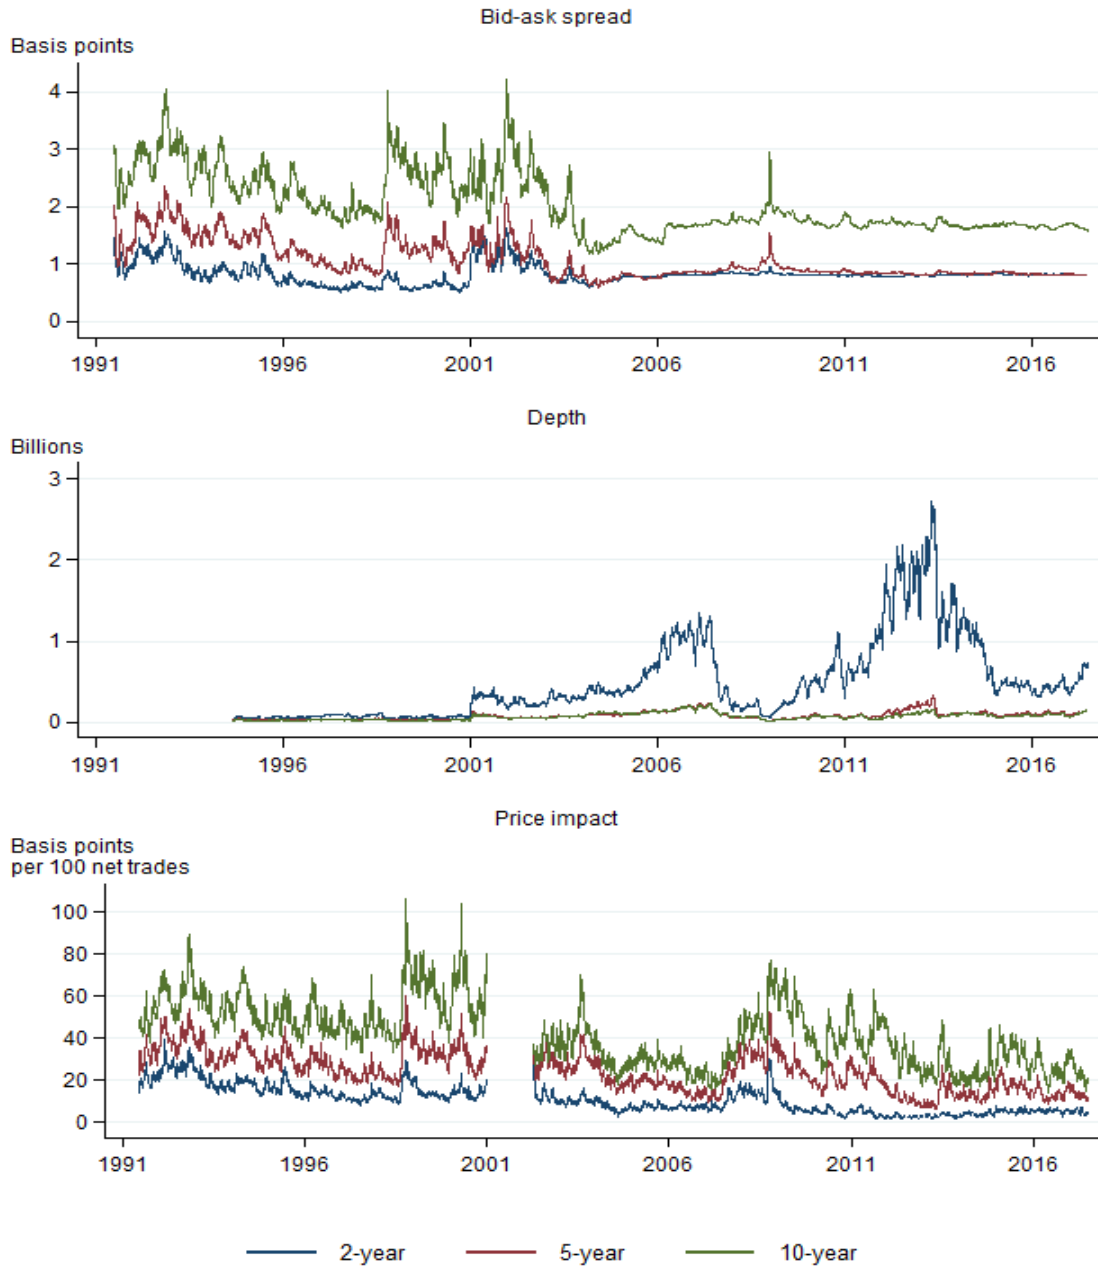 Bid-ask spread
Basis points
4
3
2
1
0
1991 1996 2001 2006 2011 2016
Depth
Billions
3
2
1
0
1991 1996 2001 2006 2011 2016
Price impact
Basis points
per 100 net trades
100
80
60
40
20
0
1991 1996 2001 2006 2011 2016
2-year 5-year 10-year